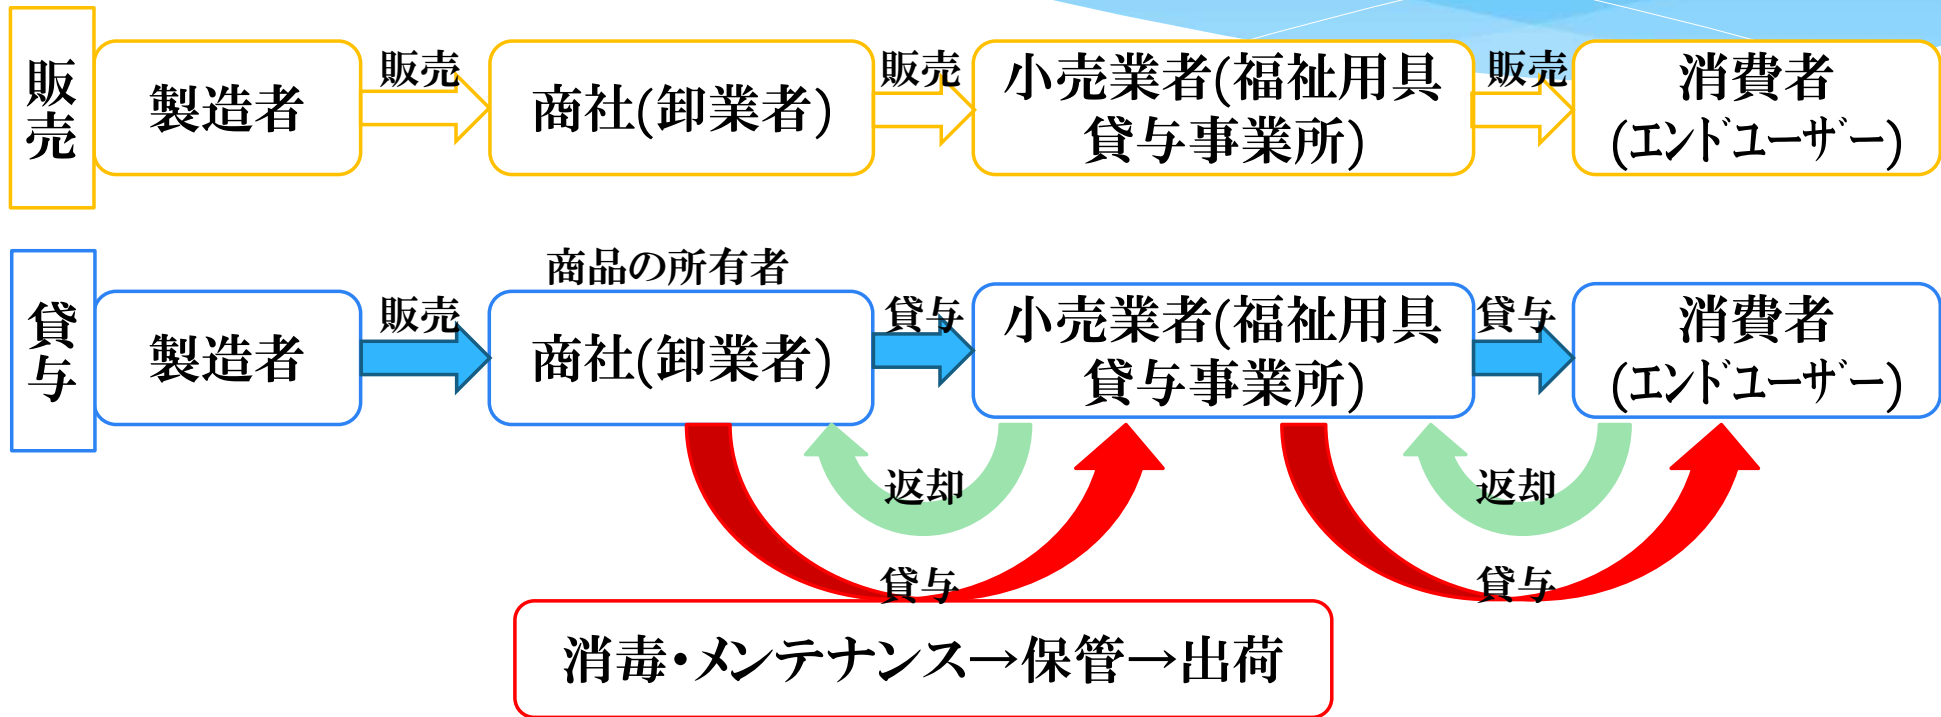 販売
製造者
販売
商社(卸業者)
販売
小売業者(福祉用具
貸与事業所)
販売
消費者
(エンドユーザー)
貸与
製造者
販売
商品の所有者
商社(卸業者)
貸与
小売業者(福祉用具
貸与事業所)
貸与
消費者
(エンドユーザー)
返却
返却
貸与
貸与
消毒・メンテナンス→保管→出荷